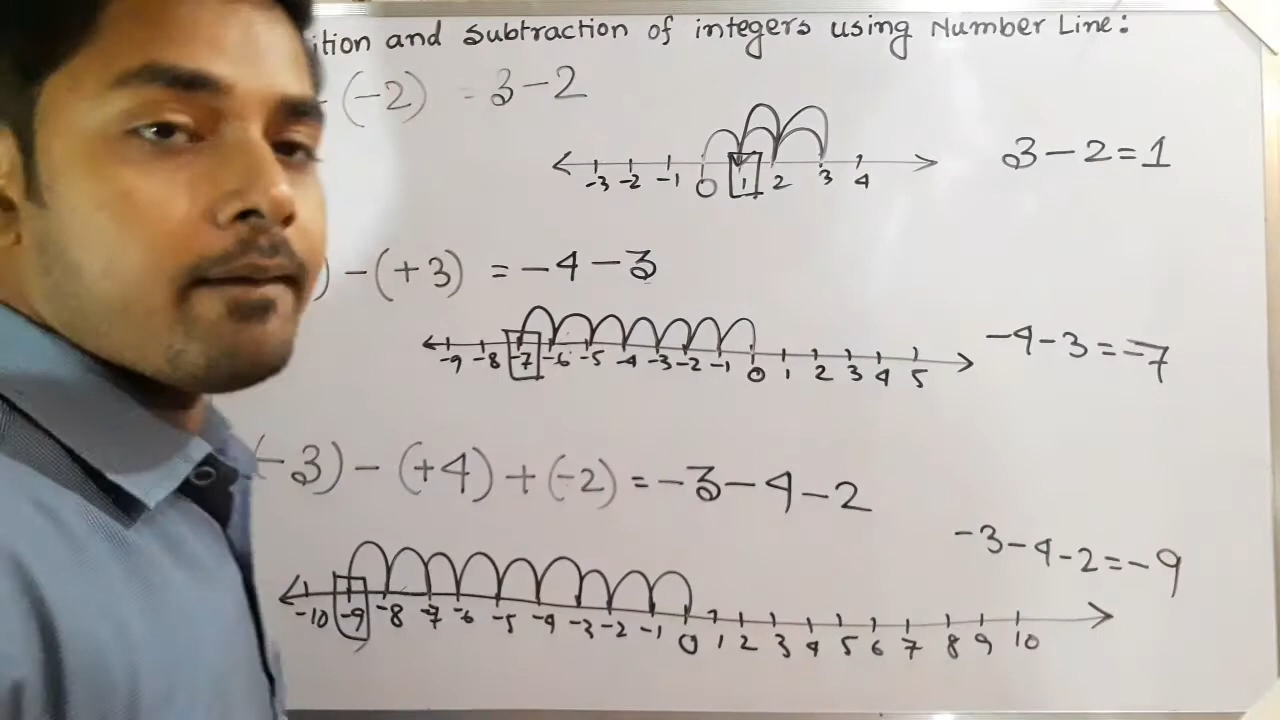 and Subtraction of integers using Number Line:
(-2) = 3-2
-3 -2 -1 0 1 2 3 4
3-2=1
) -(+3) = -4-3
-9 -8 -7 -6 -5 -4 -3 -2 -1 0 1 2 3 4 5
-4-3=-7
-3)-(+4)+(-2)=-3-4-2
-3-4-2=-9
-10 -9 -8 -7 -6 -5 -4 -3 -2 -1 0 1 2 3 4 5 6 7 8 9 10